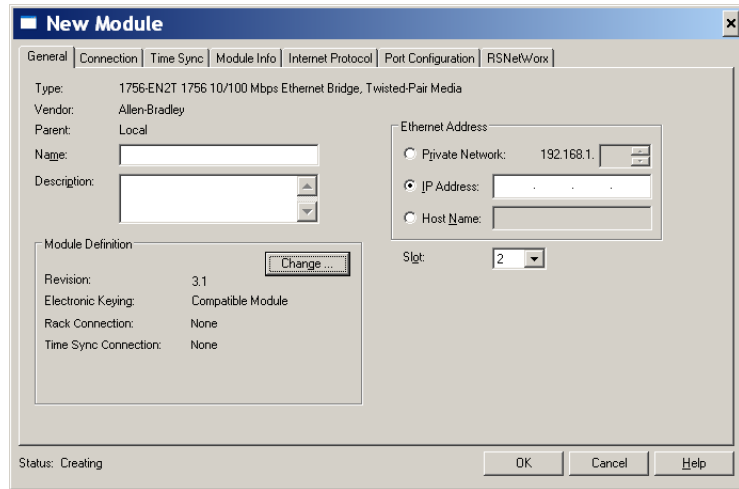 New Module
General Connection Time Sync Module Info Internet Protocol Port Configuration RSNetWorx
Type: 1756-EN2T 1756 10/100 Mbps Ethernet Bridge, Twisted-Pair Media
Vendor: Allen-Bradley
Parent: Local
Name:
Description:
Ethernet Address
Private Network: 192.168.1.
IP Address: . . .
Host Name:
Slot: 2
Module Definition
Change ...
Revision: 3.1
Electronic Keying: Compatible Module
Rack Connection: None
Time Sync Connection: None
Status: Creating
OK Cancel Help